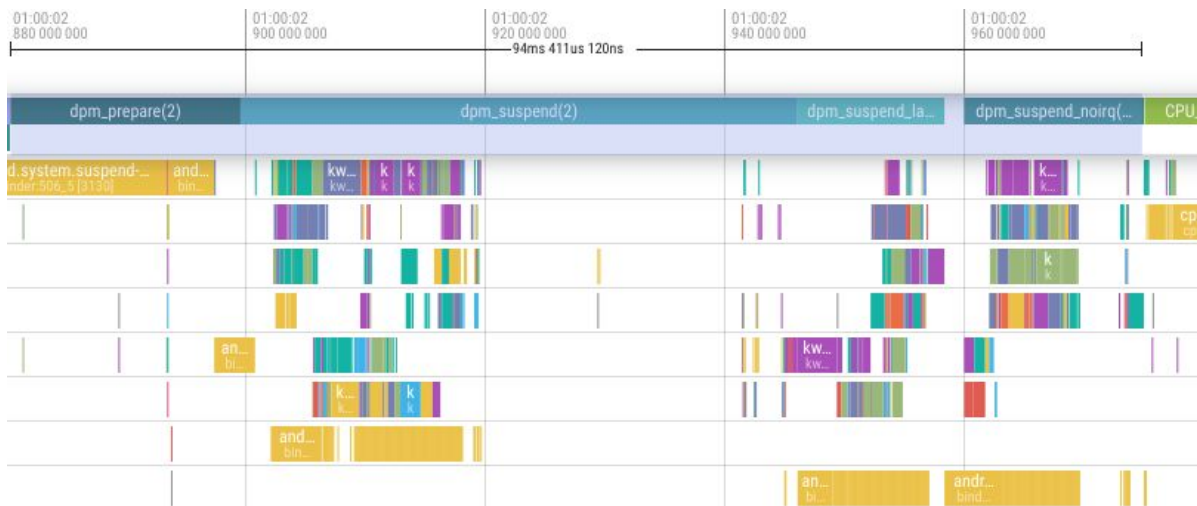 01:00:02 01:00:02 01:00:02 01:00:02 01:00:02
880 000 000 900 000 000 920 000 000 940 000 000 960 000 000
94ms 411us 120ns
dpm_prepare(2) dpm_suspend(2) dpm_suspend_la... dpm_suspend_noirq(... CPU_
d.system.suspend-... and... kw... k k k...
nder:506_5 [3130] bin... kw... k k k...
cp
cp
k
k
an... kw...
bi... kw...
k... k
k... k
and...
bin...
an... andr...
bi... bind...